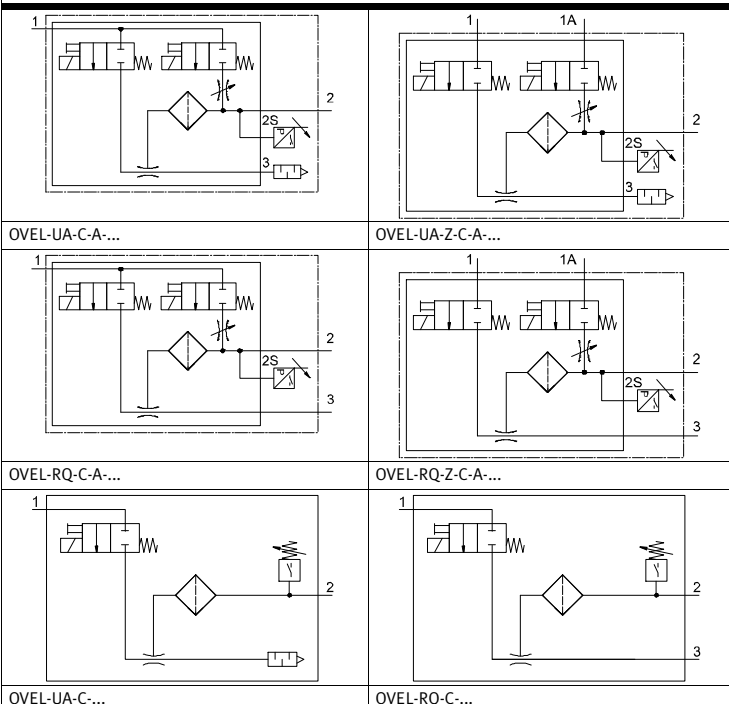 1
2
2S
P
3
OVEL-UA-C-A-...
1 1A
2
2S
P
3
OVEL-UA-Z-C-A-...
1
2
2S
P
3
OVEL-RQ-C-A-...
1 1A
2
2S
P
3
OVEL-RQ-Z-C-A-...
1
2
OVEL-UA-C-...
1
2
3
OVEL-RQ-C-...